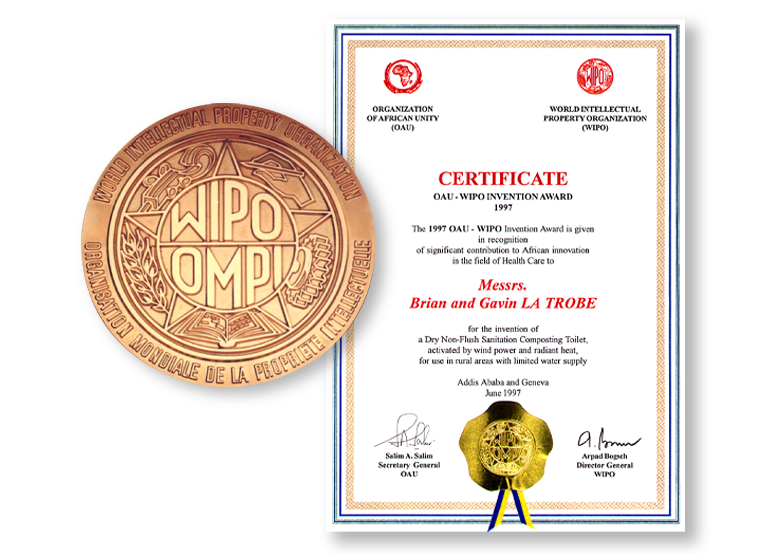 WORLD INTELLECTUAL PROPERTY ORGANIZATION
WIPO
OMPI
ORGANISATION MONDIALE DE LA PROPRIÉTÉ INTELLECTUELLE
ORGANIZATION
OF AFRICAN UNITY
(OAU)
WIPO
WORLD INTELLECTUAL
PROPERTY ORGANIZATION
(WIPO)
CERTIFICATE
OAU - WIPO INVENTION AWARD
1997
The 1997 OAU - WIPO Invention Award is given
in recognition
of significant contribution to African innovation
in the field of Health Care to
Messrs.
Brian and Gavin LA TROBE
for the invention of
a Dry Non-Flush Sanitation Composting Toilet,
activated by wind power and radiant heat,
for use in rural areas with limited water supply
Addis Ababa and Geneva
June 1997
WIPO
OMPI
Salim A. Salim
Secretary General
OAU
Arpad Bogsch
Director General
WIPO